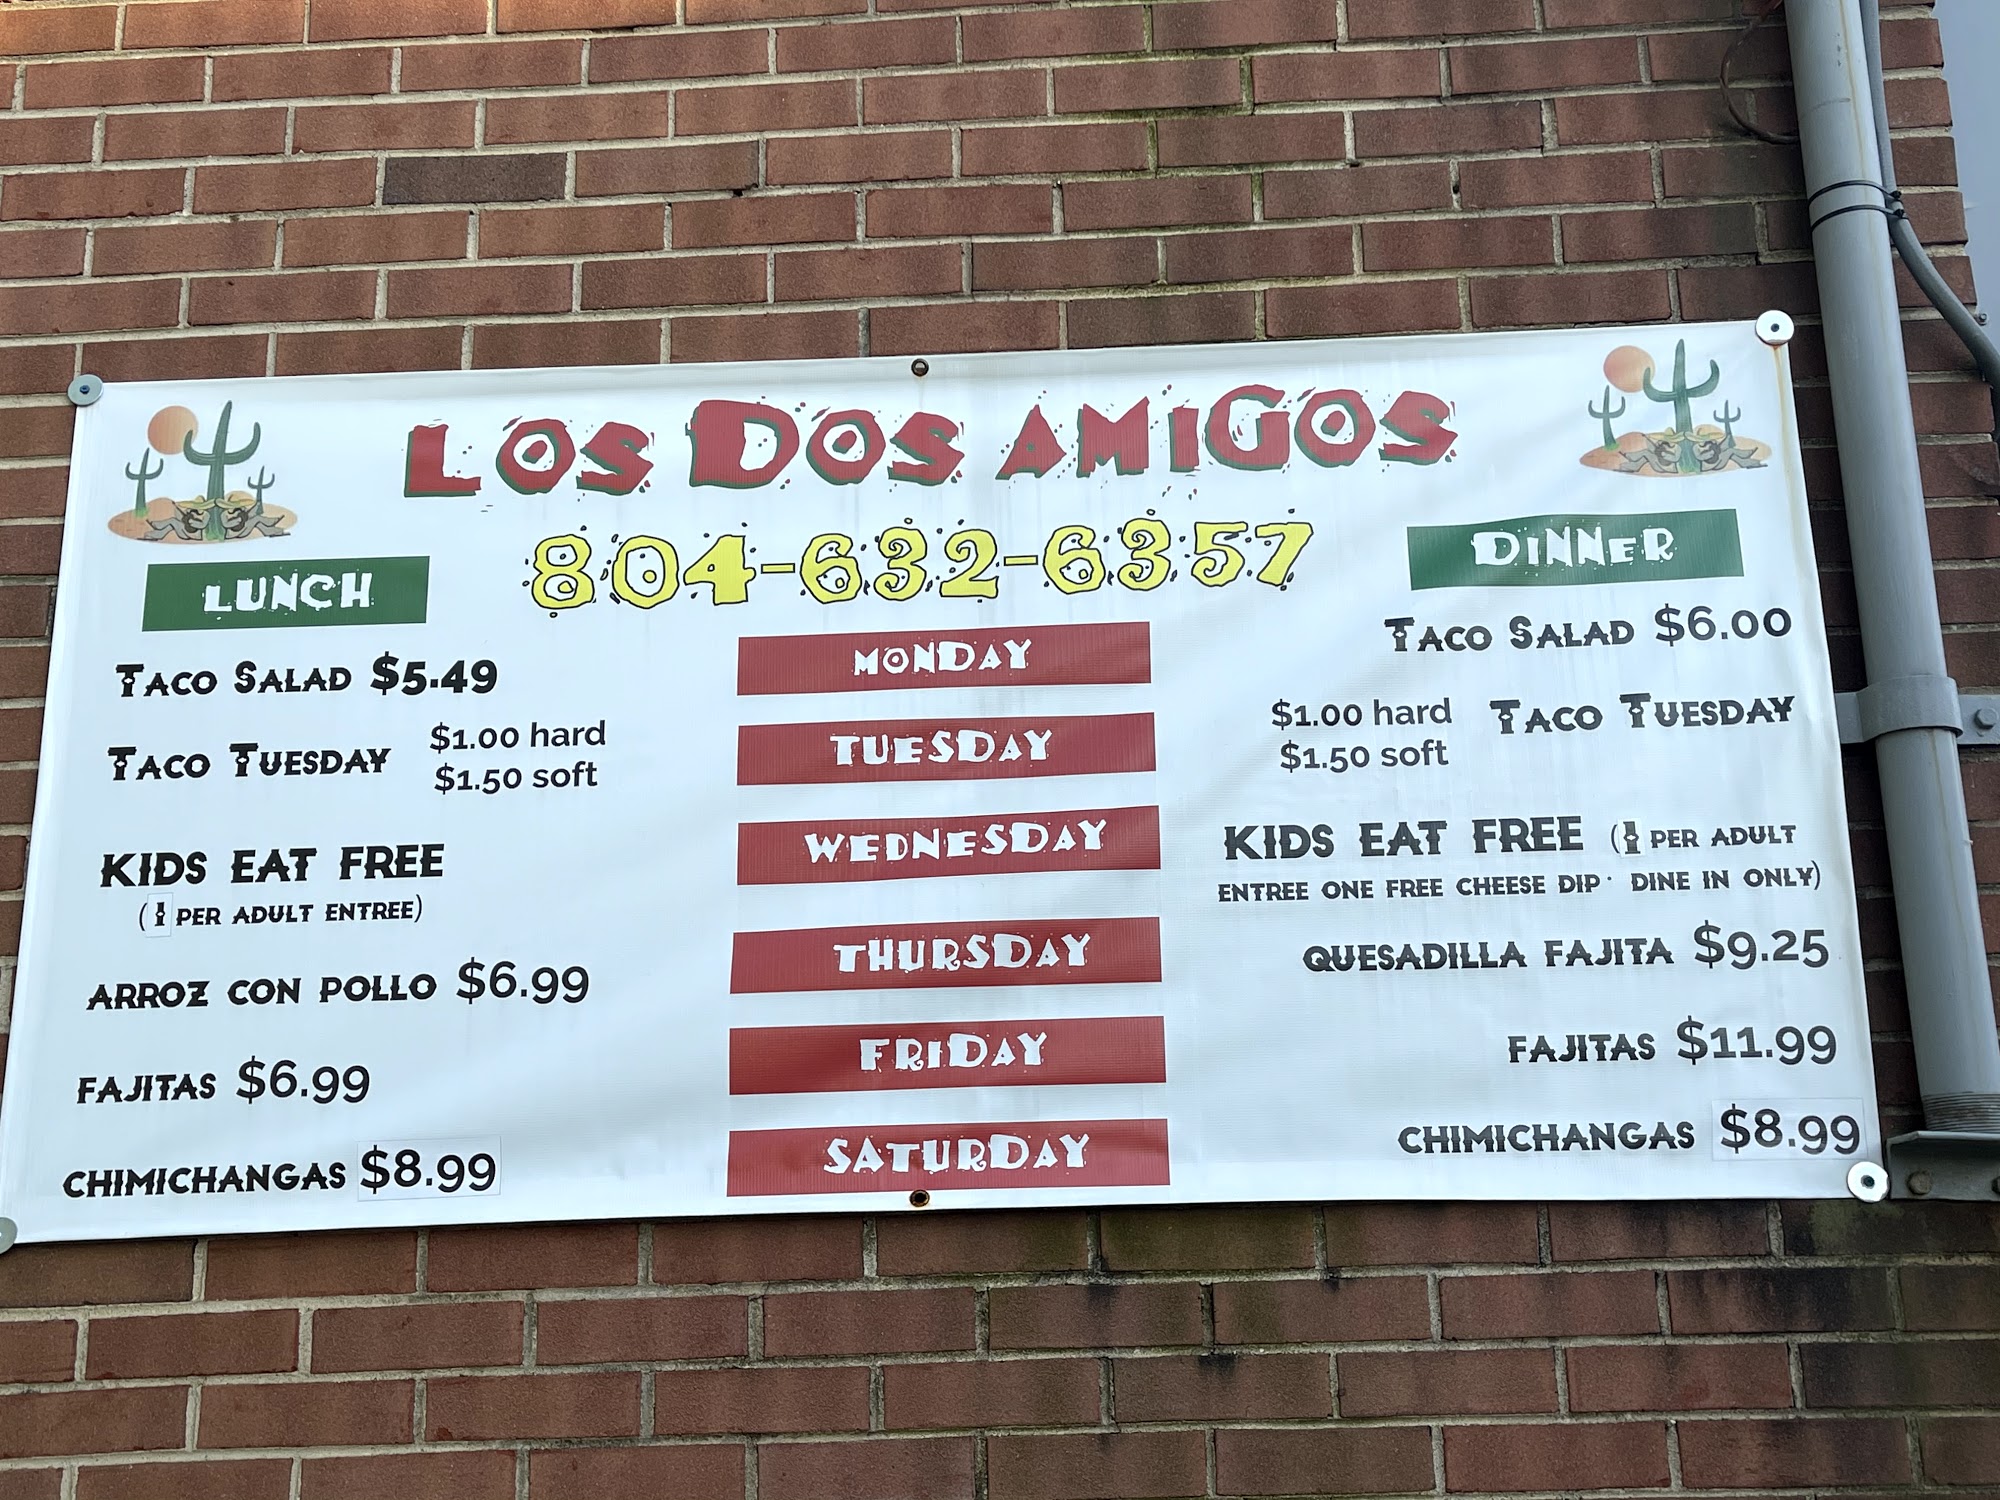 LOS DOS AMIGOS
804-632-6357
LUNCH
DINNER
MONDAY
TACO SALAD $5.49
TACO SALAD $6.00
TUESDAY
TACO TUESDAY $1.00 hard
$1.50 soft
$1.00 hard TACO TUESDAY
$1.50 soft
WEDNESDAY
KIDS EAT FREE
(1 PER ADULT ENTREE)
KIDS EAT FREE (1 PER ADULT
ENTREE ONE FREE CHEESE DIP· DINE IN ONLY)
THURSDAY
ARROZ CON POLLO $6.99
QUESADILLA FAJITA $9.25
FRIDAY
FAJITAS $6.99
FAJITAS $11.99
SATURDAY
CHIMICHANGAS $8.99
CHIMICHANGAS $8.99